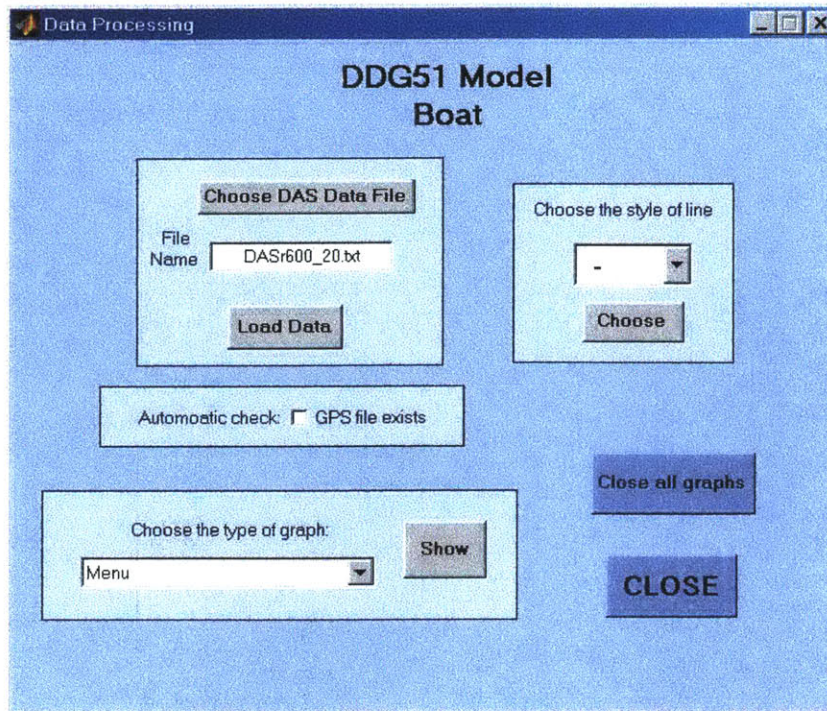 Data Processing
DDG51 Model
Boat
Choose DAS Data File
File
Name
DASr600_20.txt
Load Data
Choose the style of line
-
Choose
Automoatic check: GPS file exists
Choose the type of graph:
Menu
Show
Close all graphs
CLOSE